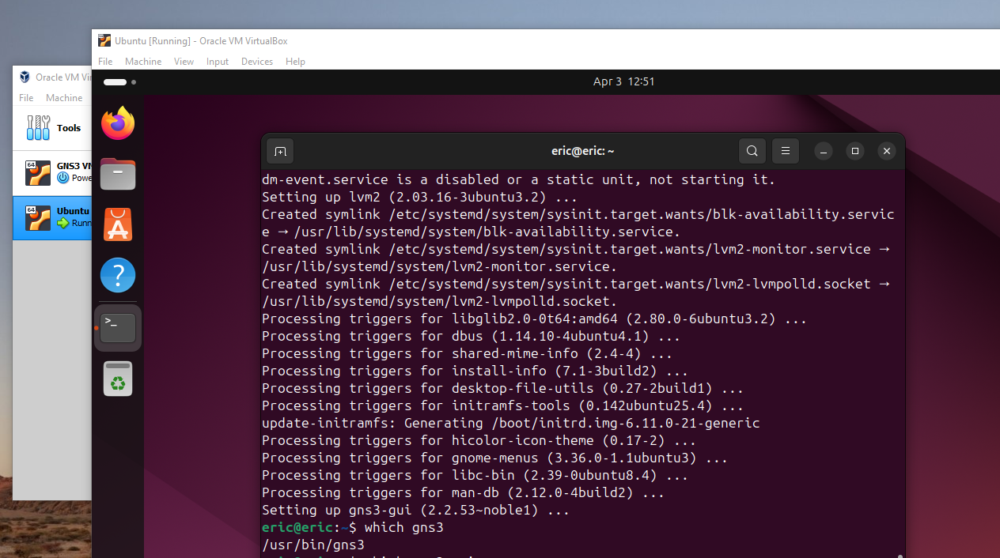 Ubuntu [Running] - Oracle VM VirtualBox
File Machine View Input Devices Help
Oracle VM
File Machine
Tools
64
GNS3
64
Ubuntu
Apr 3 12:51
eric@eric: ~
dm-event.service is a disabled or a static unit, not starting it.
Setting up lvm2 (2.03.16-3ubuntu3.2) ...
Created symlink /etc/systemd/system/sysinit.target.wants/blk-availability.servic
e → /usr/lib/systemd/system/blk-availability.service.
Created symlink /etc/systemd/system/sysinit.target.wants/lvm2-monitor.service →
/usr/lib/systemd/system/lvm2-monitor.service.
Created symlink /etc/systemd/system/sysinit.target.wants/lvm2-lvmpolld.socket →
/usr/lib/systemd/system/lvm2-lvmpolld.socket.
Processing triggers for libglib2.0-0t64:amd64 (2.80.0-6ubuntu3.2) ...
Processing triggers for dbus (1.14.10-4ubuntu4.1) ...
Processing triggers for shared-mime-info (2.4-4) ...
Processing triggers for install-info (7.1-3build2) ...
Processing triggers for desktop-file-utils (0.27-2build1) ...
Processing triggers for initramfs-tools (0.142ubuntu25.4) ...
update-initramfs: Generating /boot/initrd.img-6.11.0-21-generic
Processing triggers for hicolor-icon-theme (0.17-2) ...
Processing triggers for gnome-menus (3.36.0-1.1ubuntu3) ...
Processing triggers for libc-bin (2.39-0ubuntu8.4) ...
Processing triggers for man-db (2.12.0-4build2) ...
Setting up gns3-gui (2.2.53~noble1) ...
eric@eric:~$ which gns3
/usr/bin/gns3